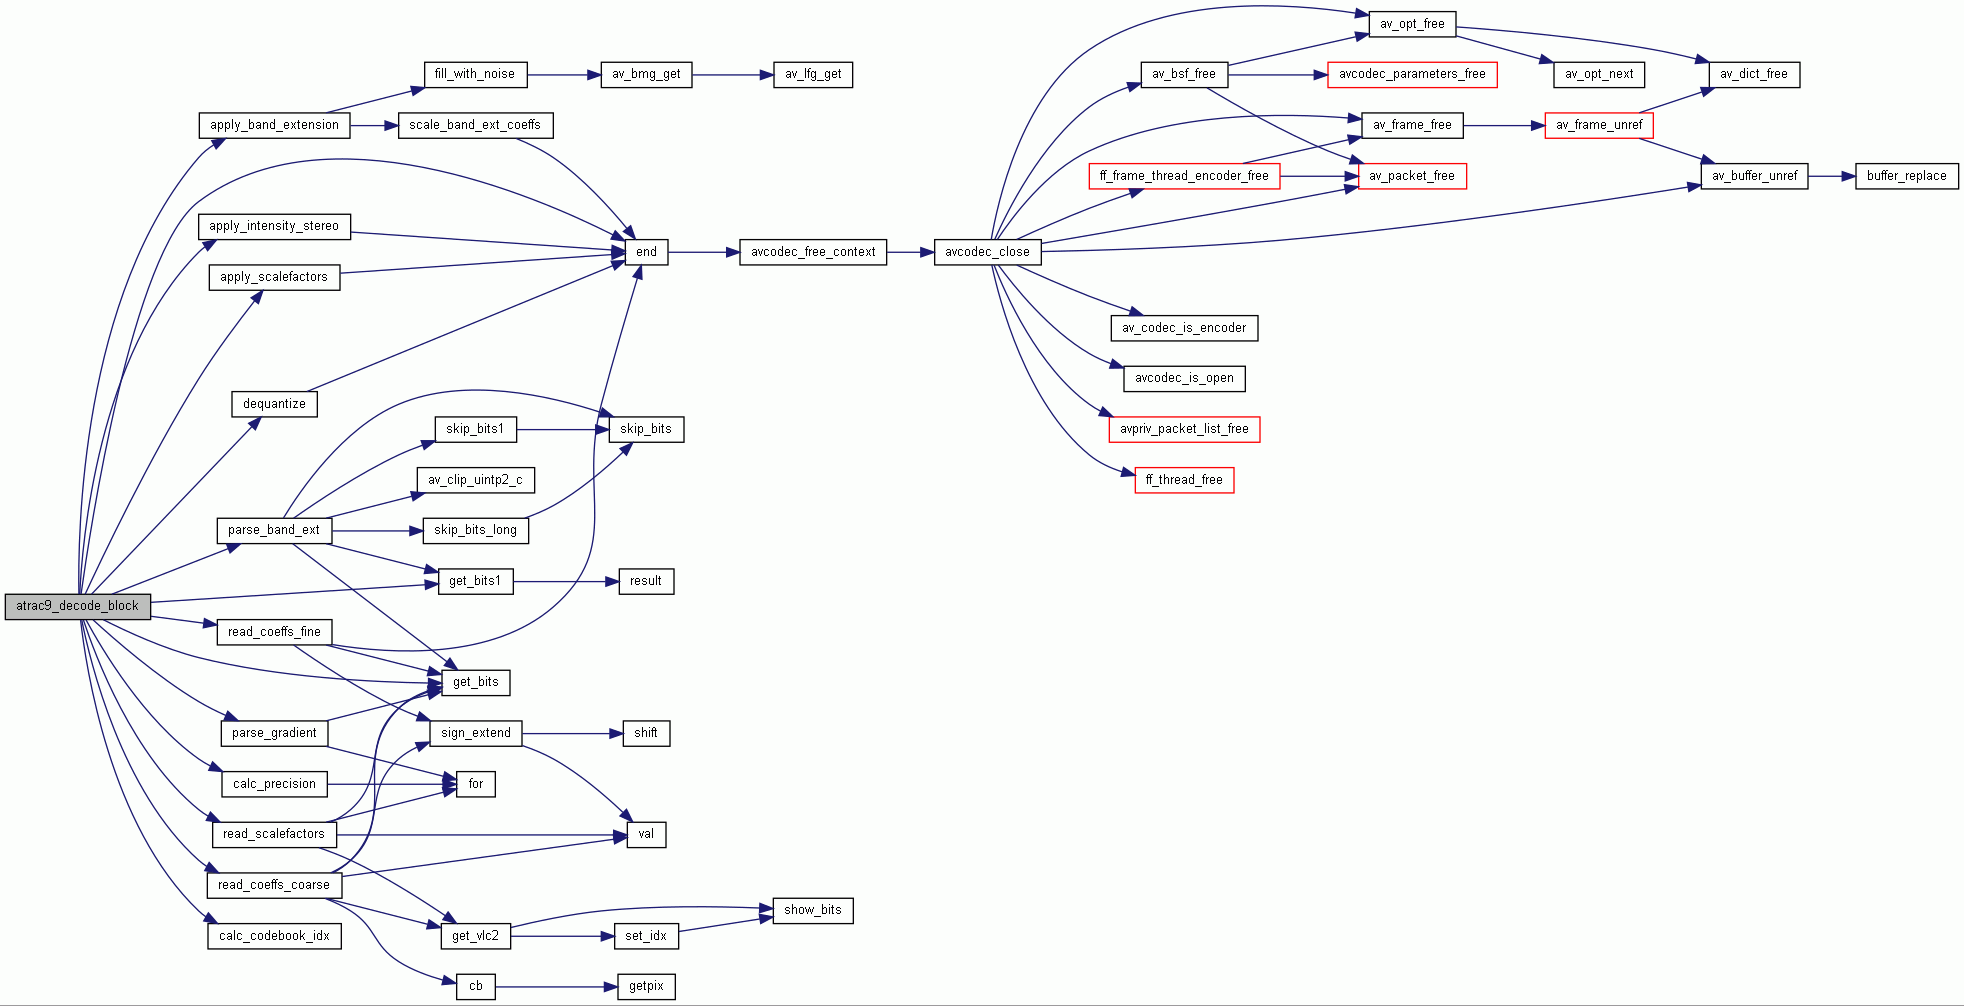 av_opt_free
fill_with_noise
av_bmg_get
av_lfg_get
av_bsf_free
avcodec_parameters_free
av_opt_next
av_dict_free
apply_band_extension
scale_band_ext_coeffs
av_frame_free
av_frame_unref
ff_frame_thread_encoder_free
av_packet_free
av_buffer_unref
buffer_replace
apply_intensity_stereo
end
avcodec_free_context
avcodec_close
apply_scalefactors
av_codec_is_encoder
avcodec_is_open
dequantize
skip_bits1
skip_bits
avpriv_packet_list_free
av_clip_uintp2_c
ff_thread_free
parse_band_ext
skip_bits_long
get_bits1
result
atrac9_decode_block
read_coeffs_fine
get_bits
parse_gradient
sign_extend
shift
calc_precision
for
read_scalefactors
val
read_coeffs_coarse
show_bits
calc_codebook_idx
get_vlc2
set_idx
cb
getpix